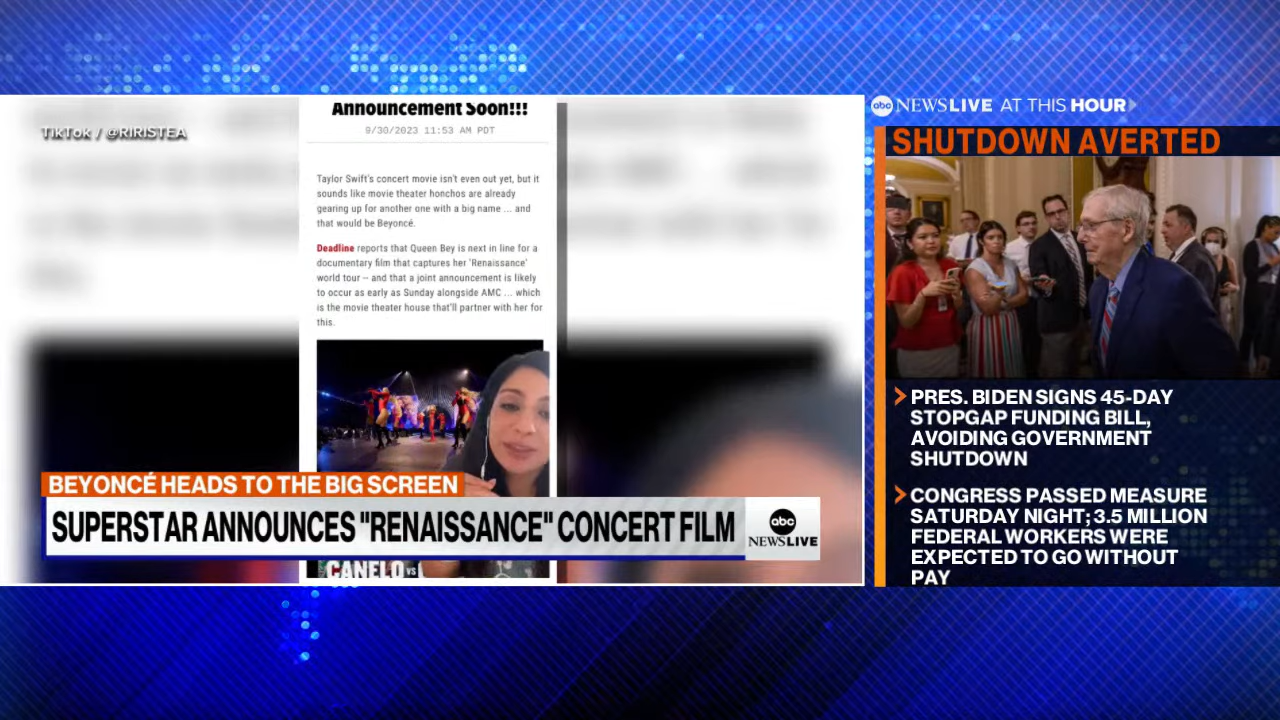 Announcement Soon!!!
TikTok / @RIRISTEA
9/30/2023 11:53 AM PDT
Taylor Swift's concert movie isn't even out yet, but it
sounds like movie theater honchos are already
gearing up for another one with a big name ... and
that would be Beyoncé.
Deadline reports that Queen Bey is next in line for a
documentary film that captures her 'Renaissance'
world tour -- and that a joint announcement is likely
to occur as early as Sunday alongside AMC ... which
is the movie theater house that'll partner with her for
this.
BEYONCÉ HEADS TO THE BIG SCREEN
SUPERSTAR ANNOUNCES "RENAISSANCE" CONCERT FILM
abc
NEWSLIVE
CANELO VS
abc NEWSLIVE AT THIS HOUR
SHUTDOWN AVERTED
PRES. BIDEN SIGNS 45-DAY
STOPGAP FUNDING BILL,
AVOIDING GOVERNMENT
SHUTDOWN
CONGRESS PASSED MEASURE
SATURDAY NIGHT; 3.5 MILLION
FEDERAL WORKERS WERE
EXPECTED TO GO WITHOUT
PAY